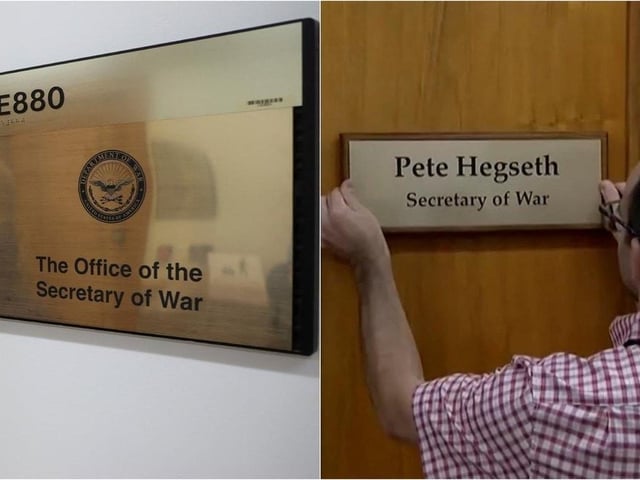 E880
DEPARTMENT OF WAR
The Office of the
Secretary of War
Pete Hegseth
Secretary of War